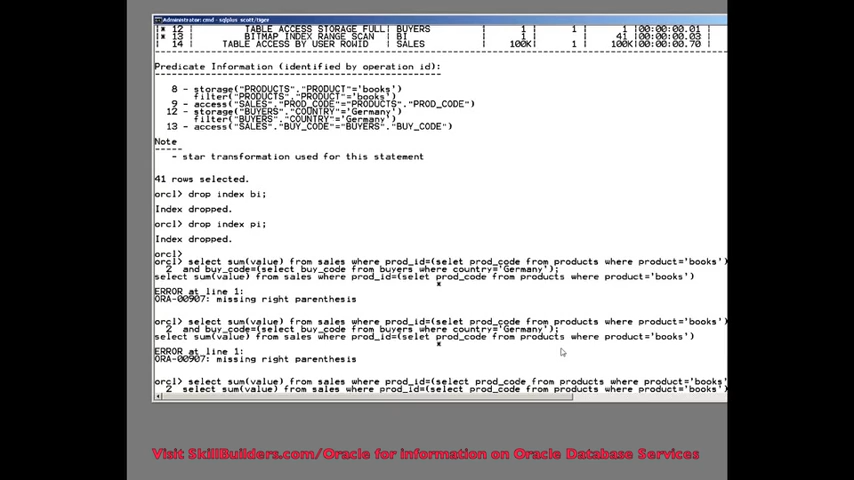 Administrator: cmd - sqlplus scott/tiger
|* 12 | TABLE ACCESS STORAGE FULL| BUYERS | 1 | 1 | 1 |00:00:00.01 |
|* 13 | BITMAP INDEX RANGE SCAN | BI | 1 | | 41 |00:00:00.03 |
| 14 | TABLE ACCESS BY USER ROWID | SALES | 100K| 1 | 100K|00:00:00.70 |
Predicate Information (identified by operation id):
---------------------------------------------------
8 - storage("PRODUCTS"."PRODUCT"='books')
filter("PRODUCTS"."PRODUCT"='books')
9 - access("SALES"."PROD_CODE"="PRODUCTS"."PROD_CODE")
12 - storage("BUYERS"."COUNTRY"='Germany')
filter("BUYERS"."COUNTRY"='Germany')
13 - access("SALES"."BUY_CODE"="BUYERS"."BUY_CODE")
Note
-----
- star transformation used for this statement
41 rows selected.
orcl> drop index bi;
Index dropped.
orcl> drop index pi;
Index dropped.
orcl>
orcl> select sum(value) from sales where prod_id=(selet prod_code from products where product='books')
2 and buy_code=(select buy_code from buyers where country='Germany');
select sum(value) from sales where prod_id=(selet prod_code from products where product='books')
*
ERROR at line 1:
ORA-00907: missing right parenthesis
orcl> select sum(value) from sales where prod_id=(selet prod_code from products where product='books')
2 and buy_code=(select buy_code from buyers where country='Germany');
select sum(value) from sales where prod_id=(selet prod_code from products where product='books')
*
ERROR at line 1:
ORA-00907: missing right parenthesis
orcl> select sum(value) from sales where prod_id=(select prod_code from products where product='books'
2 select sum(value) from sales where prod_id=(select prod_code from products where product='books
Visit SkillBuilders.com/Oracle for information on Oracle Database Services